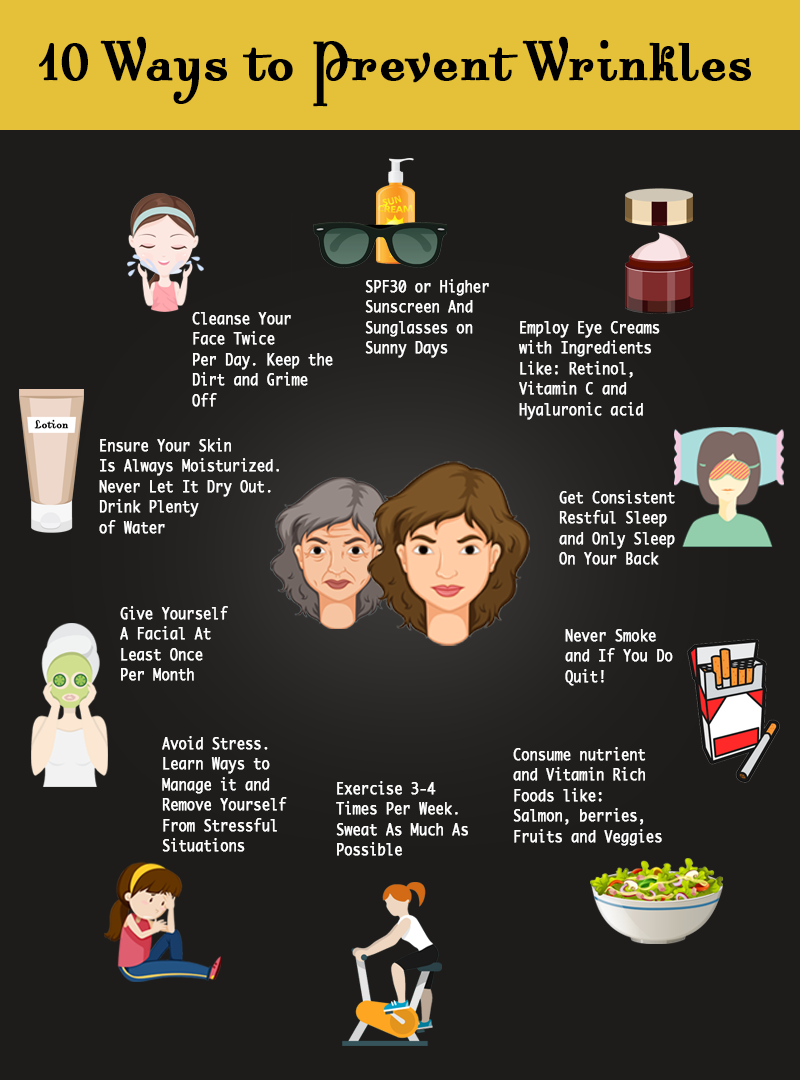 10 Ways to Prevent Wrinkles
SUN
CREAM
SPF30 or Higher
Sunscreen And
Sunglasses on
Sunny Days
Cleanse Your
Face Twice
Per Day. Keep the
Dirt and Grime
Off
Employ Eye Creams
with Ingredients
Like: Retinol,
Vitamin C and
Hyaluronic acid
Lotion
Ensure Your Skin
Is Always Moisturized.
Never Let It Dry Out.
Drink Plenty
of Water
Get Consistent
Restful Sleep
and Only Sleep
On Your Back
Give Yourself
A Facial At
Least Once
Per Month
Never Smoke
and If You Do
Quit!
Avoid Stress.
Learn Ways to
Manage it and
Remove Yourself
From Stressful
Situations
Exercise 3-4
Times Per Week.
Sweat As Much As
Possible
Consume nutrient
and Vitamin Rich
Foods like:
Salmon, berries,
Fruits and Veggies